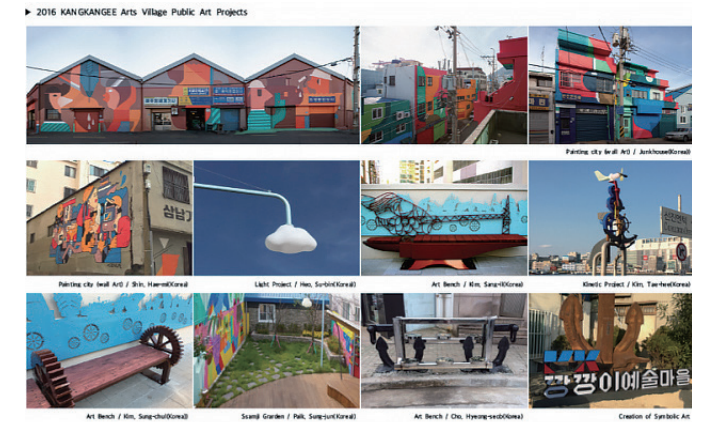 ▶ 2016 KANGKANGEE Arts Village Public Art Projects
Painting city (wall Art) / Junkhouse(Korea)
삼남
Painting city (wall Art) / Shin, Hae-mi(Korea)
Light Project / Heo, Su-bin(Korea)
Art Bench / Kim, Sang-il(Korea)
Kinetic Project / Kim, Tae-hee(Korea)
깡깡이예술마을
Art Bench / Kim, Sung-chul(Korea)
Ssamji Grarden / Paik, Sung-jun(Korea)
Art Bench / Cho, Hyeong-seob(Korea)
Creation of Symbolic Art